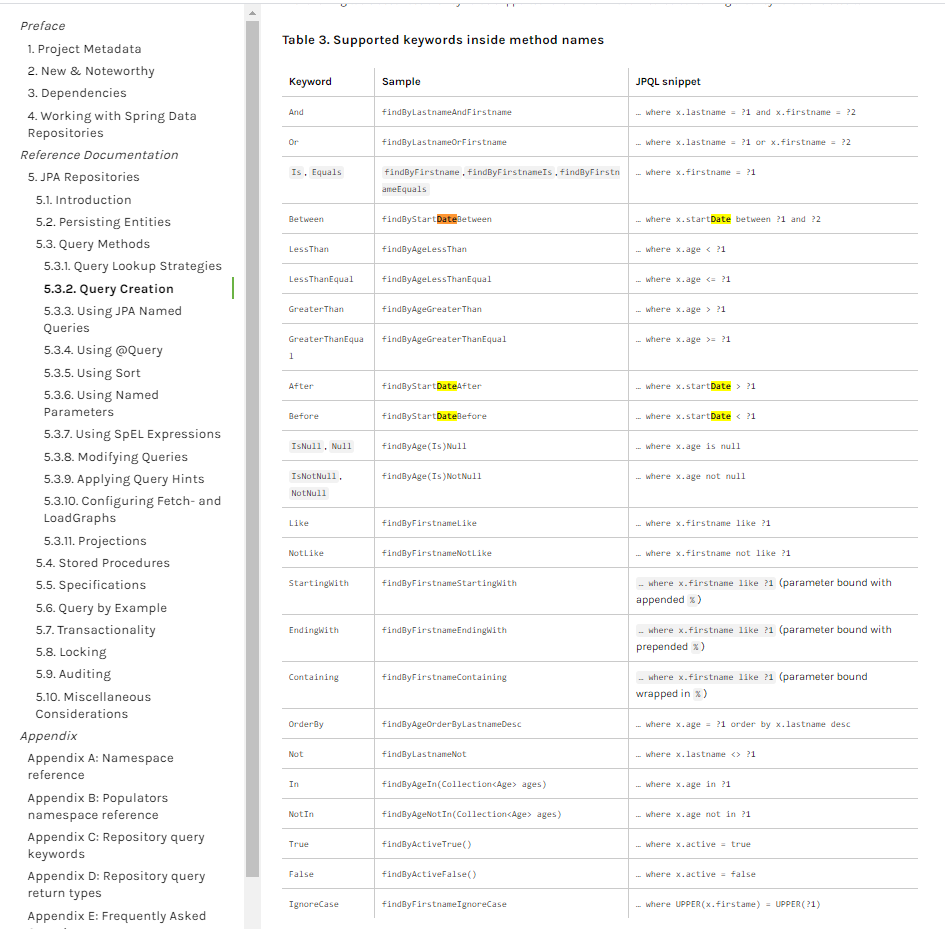 Preface
1. Project Metadata
2. New & Noteworthy
3. Dependencies
4. Working with Spring Data
Repositories
Reference Documentation
5. JPA Repositories
5.1. Introduction
5.2. Persisting Entities
5.3. Query Methods
5.3.1. Query Lookup Strategies
5.3.2. Query Creation
5.3.3. Using JPA Named
Queries
5.3.4. Using @Query
5.3.5. Using Sort
5.3.6. Using Named
Parameters
5.3.7. Using SpEL Expressions
5.3.8. Modifying Queries
5.3.9. Applying Query Hints
5.3.10. Configuring Fetch- and
LoadGraphs
5.3.11. Projections
5.4. Stored Procedures
5.5. Specifications
5.6. Query by Example
5.7. Transactionality
5.8. Locking
5.9. Auditing
5.10. Miscellaneous
Considerations
Appendix
Appendix A: Namespace
reference
Appendix B: Populators
namespace reference
Appendix C: Repository query
keywords
Appendix D: Repository query
return types
Appendix E: Frequently Asked
Table 3. Supported keywords inside method names
Keyword Sample JPQL snippet
And findByLastnameAndFirstname … where x.lastname = ?1 and x.firstname = ?2
Or findByLastnameOrFirstname … where x.lastname = ?1 or x.firstname = ?2
Is, Equals findByFirstname,findByFirstnameIs,findByFirstn … where x.firstname = ?1
ameEquals
Between findByStartDateBetween … where x.startDate between ?1 and ?2
LessThan findByAgeLessThan … where x.age < ?1
LessThanEqual findByAgeLessThanEqual … where x.age <= ?1
GreaterThan findByAgeGreaterThan … where x.age > ?1
GreaterThanEqua findByAgeGreaterThanEqual … where x.age >= ?1
l
After findByStartDateAfter … where x.startDate > ?1
Before findByStartDateBefore … where x.startDate < ?1
IsNull, Null findByAge(Is)Null … where x.age is null
IsNotNull, findByAge(Is)NotNull … where x.age not null
NotNull
Like findByFirstnameLike … where x.firstname like ?1
NotLike findByFirstnameNotLike … where x.firstname not like ?1
StartingWith findByFirstnameStartingWith … where x.firstname like ?1 (parameter bound with
appended %)
EndingWith findByFirstnameEndingWith … where x.firstname like ?1 (parameter bound with
prepended %)
Containing findByFirstnameContaining … where x.firstname like ?1 (parameter bound
wrapped in %)
OrderBy findByAgeOrderByLastnameDesc … where x.age = ?1 order by x.lastname desc
Not findByLastnameNot … where x.lastname <> ?1
In findByAgeIn(Collection<Age> ages) … where x.age in ?1
NotIn findByAgeNotIn(Collection<Age> ages) … where x.age not in ?1
True findByActiveTrue() … where x.active = true
False findByActiveFalse() … where x.active = false
IgnoreCase findByFirstnameIgnoreCase … where UPPER(x.firstame) = UPPER(?1)